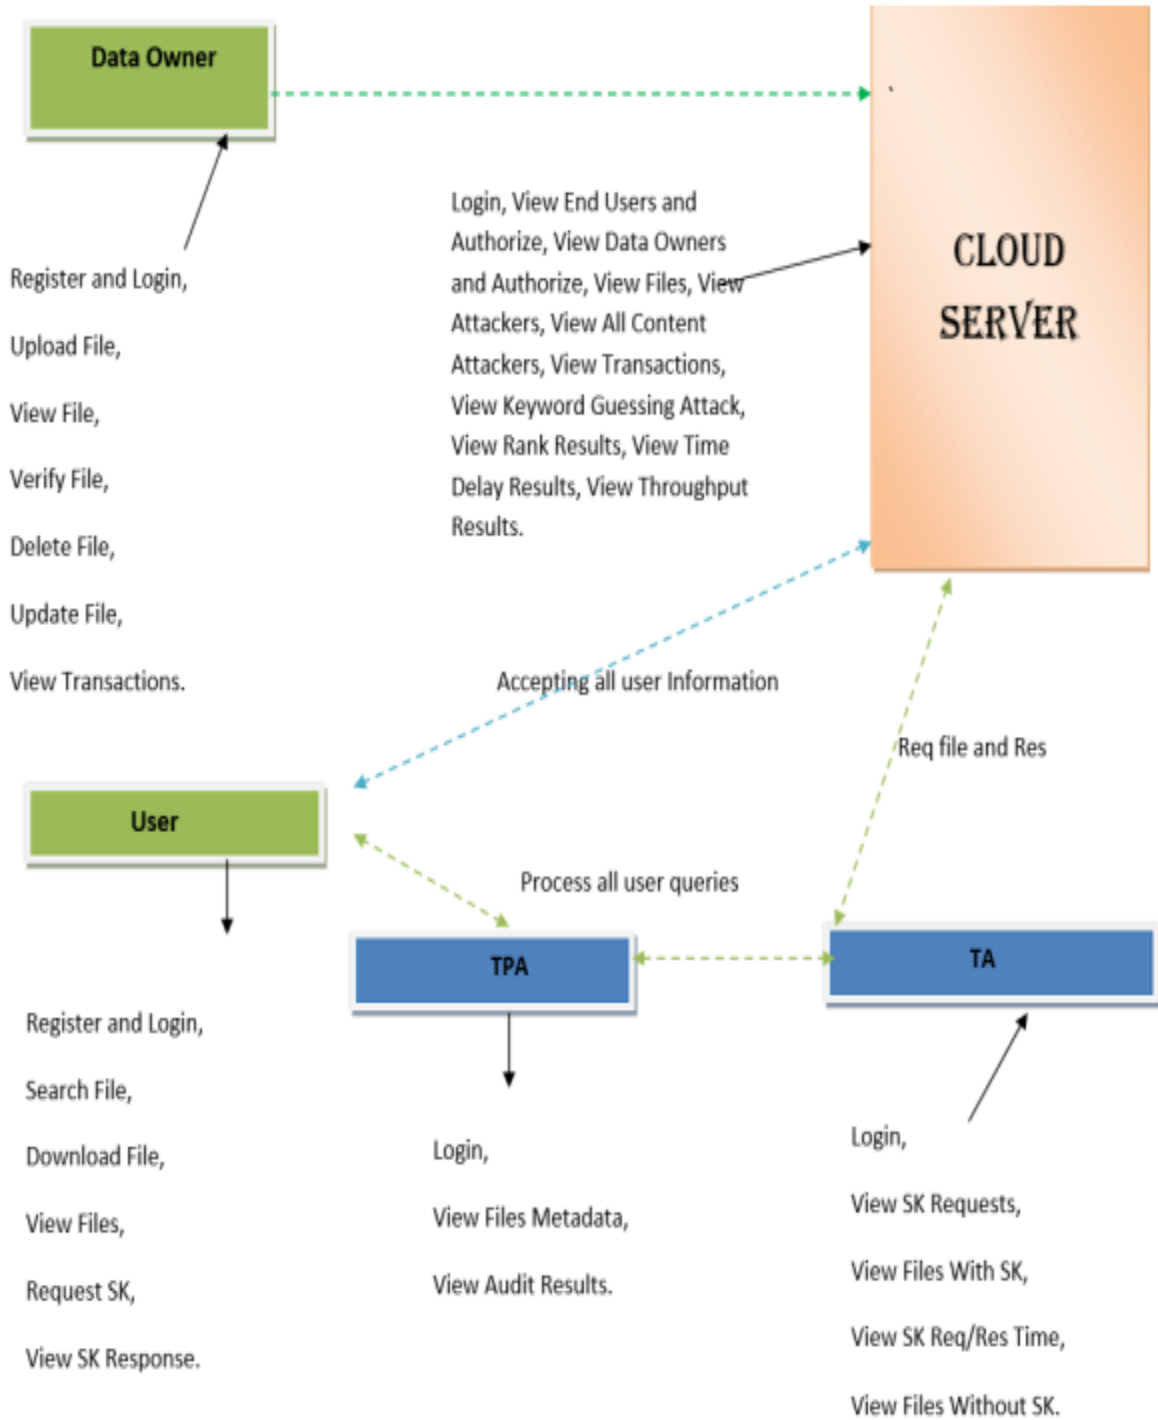 Data Owner
Register and Login,
Upload File,
View File,
Verify File,
Delete File,
Update File,
View Transactions.
Login, View End Users and
Authorize, View Data Owners
and Authorize, View Files, View
Attackers, View All Content
Attackers, View Transactions,
View Keyword Guessing Attack,
View Rank Results, View Time
Delay Results, View Throughput
Results.
CLOUD
SERVER
Accepting all user Information
Req file and Res
User
Process all user queries
TPA
TA
Register and Login,
Search File,
Download File,
View Files,
Request SK,
View SK Response.
Login,
View Files Metadata,
View Audit Results.
Login,
View SK Requests,
View Files With SK,
View SK Req/Res Time,
View Files Without SK.